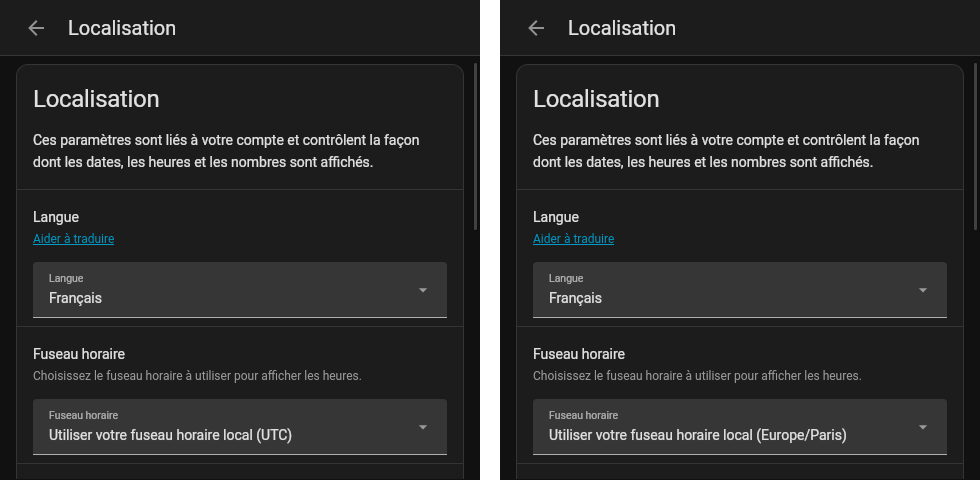 Localisation
Localisation
Ces paramètres sont liés à votre compte et contrôlent la façon
dont les dates, les heures et les nombres sont affichés.
Langue
Aider à traduire
Langue
Français
Fuseau horaire
Choisissez le fuseau horaire à utiliser pour afficher les heures.
Fuseau horaire
Utiliser votre fuseau horaire local (UTC)
Localisation
Localisation
Ces paramètres sont liés à votre compte et contrôlent la façon
dont les dates, les heures et les nombres sont affichés.
Langue
Aider à traduire
Langue
Français
Fuseau horaire
Choisissez le fuseau horaire à utiliser pour afficher les heures.
Fuseau horaire
Utiliser votre fuseau horaire local (Europe/Paris)